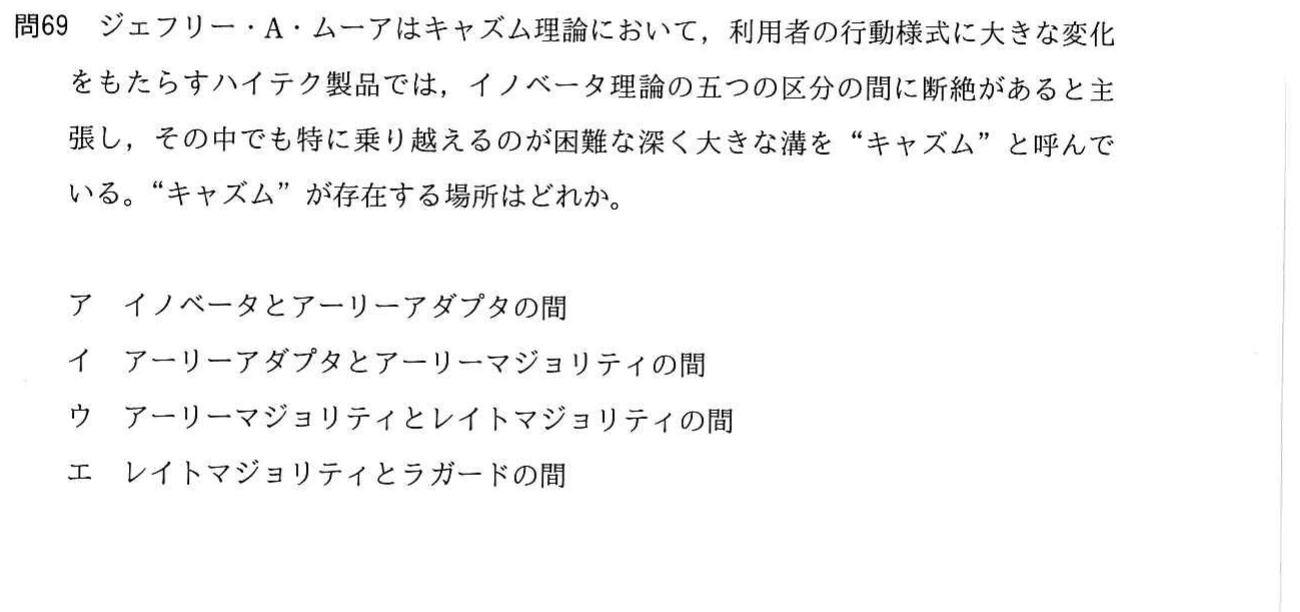 問69 ジェフリー・A・ムーアはキャズム理論において，利用者の行動様式に大きな変化
をもたらすハイテク製品では，イノベータ理論の五つの区分の間に断絶があると主
張し，その中でも特に乗り越えるのが困難な深く大きな溝を“キャズム”と呼んで
いる。“キャズム”が存在する場所はどれか。
ア イノベータとアーリーアダプタの間
イ アーリーアダプタとアーリーマジョリティの間
ウ アーリーマジョリティとレイトマジョリティの間
エ レイトマジョリティとラガードの間